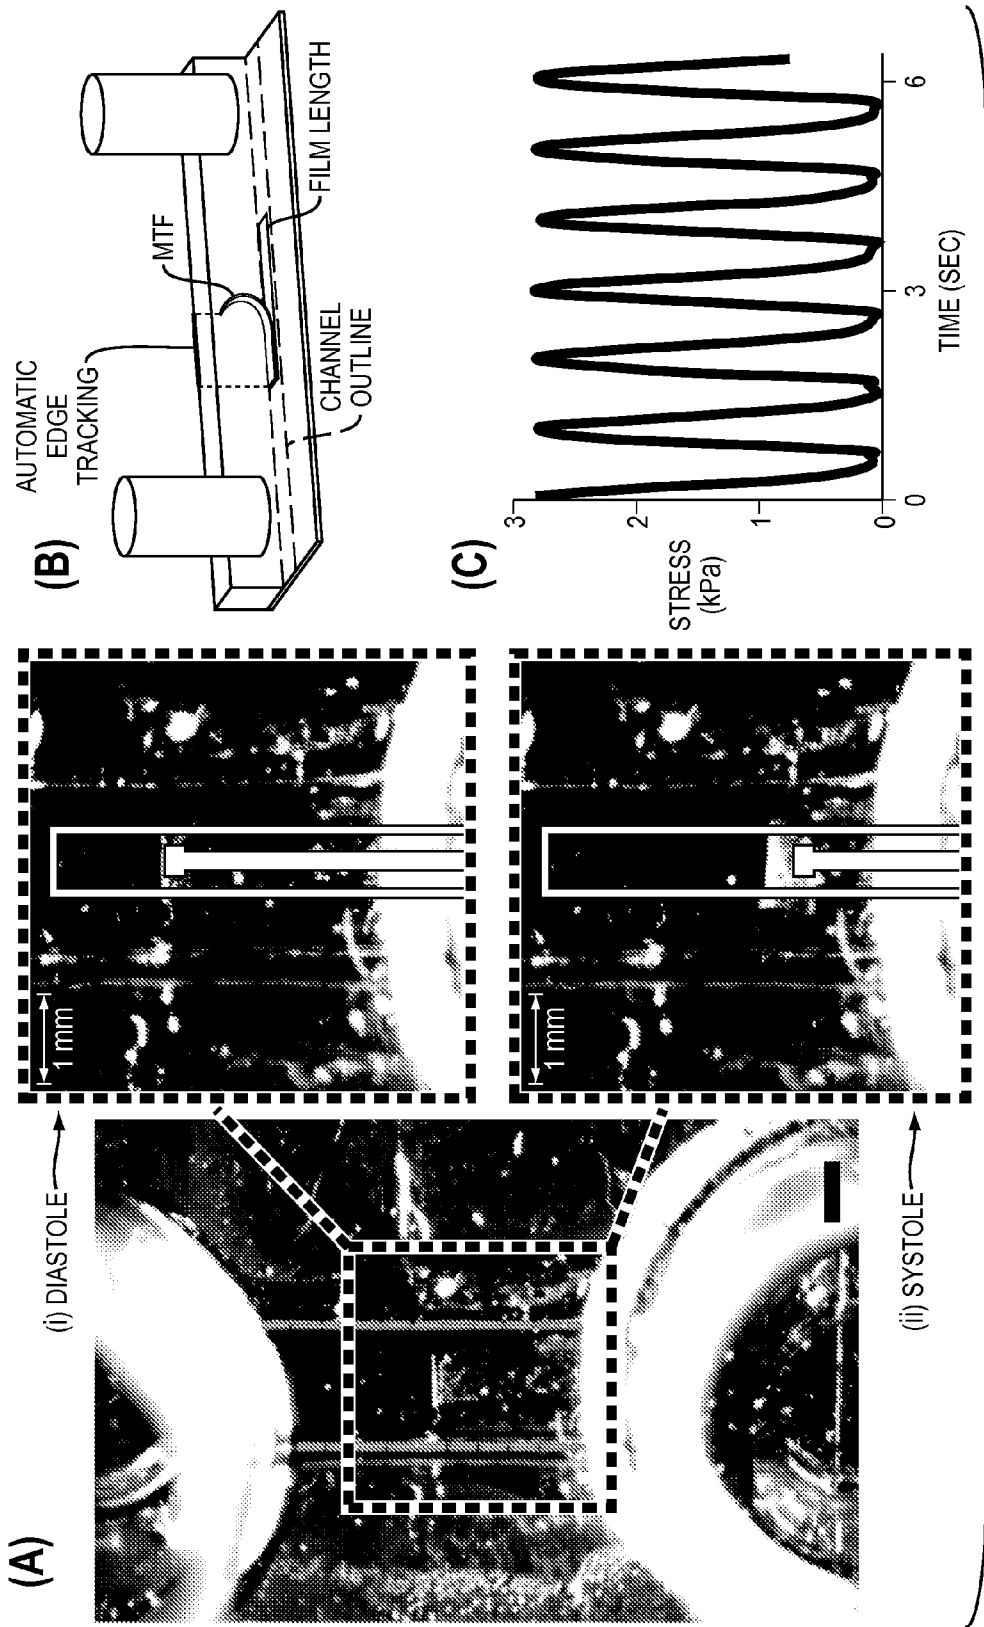 (A)
(i) DIASTOLE
1 mm
(ii) SYSTOLE
1 mm
(B)
AUTOMATIC
EDGE
TRACKING
MTF
FILM LENGTH
CHANNEL
OUTLINE
(C)
STRESS
(kPa)
3
2
1
0
0
3
6
TIME (SEC)